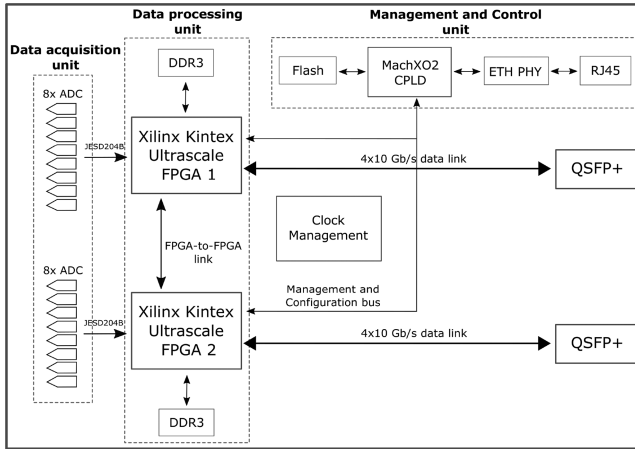 Data processing
unit
Management and Control
unit
Data acquisition
unit
DDR3
Flash
MachXO2
CPLD
ETH PHY
RJ45
8x ADC
JESD204B
Xilinx Kintex
Ultrascale
FPGA 1
4x10 Gb/s data link
QSFP+
Clock
Management
FPGA-to-FPGA
link
8x ADC
Management and
Configuration bus
JESD204B
Xilinx Kintex
Ultrascale
FPGA 2
4x10 Gb/s data link
QSFP+
DDR3